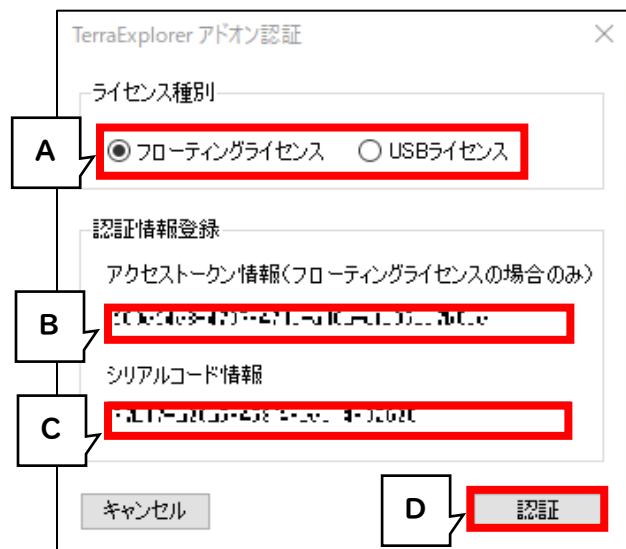 TerraExplorer アドオン認証
ライセンス種別
A
フローティングライセンス USBライセンス
認証情報登録
アクセストークン情報(フローティングライセンスの場合のみ)
B
シリアルコード情報
C
キャンセル
D
認証